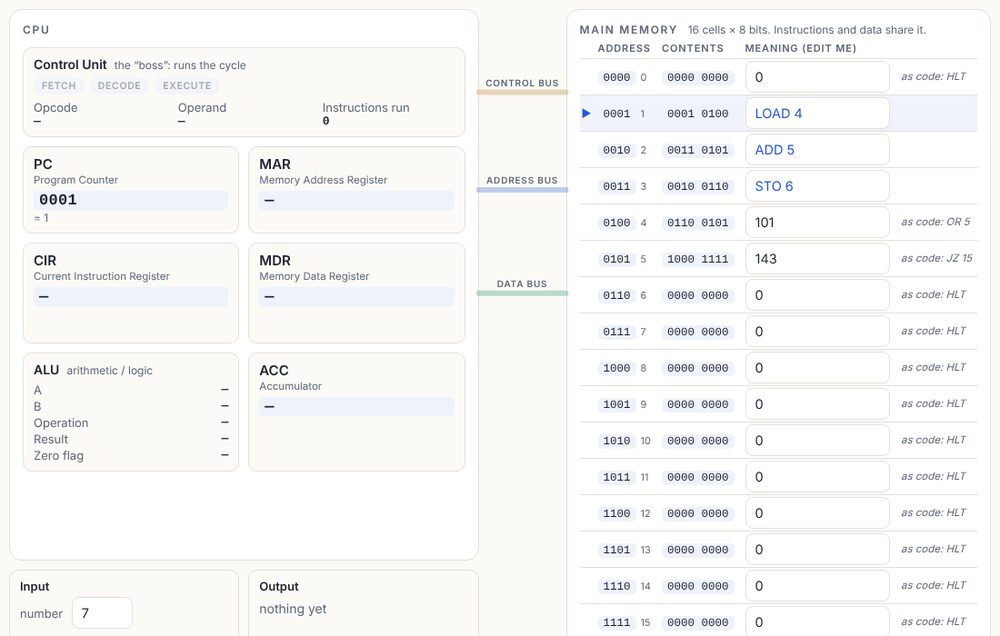 CPU
Control Unit the “boss”: runs the cycle
FETCH DECODE EXECUTE
Opcode Operand Instructions run
– – 0
PC
Program Counter
0001
= 1
MAR
Memory Address Register
–
CIR
Current Instruction Register
–
MDR
Memory Data Register
–
ALU arithmetic / logic
A –
B –
Operation –
Result –
Zero flag –
ACC
Accumulator
–
Input
number 7
Output
nothing yet
CONTROL BUS
ADDRESS BUS
DATA BUS
MAIN MEMORY 16 cells × 8 bits. Instructions and data share it.
ADDRESS CONTENTS MEANING (EDIT ME)
0000 0 0000 0000 0 as code: HLT
0001 1 0001 0100 LOAD 4
0010 2 0011 0101 ADD 5
0011 3 0010 0110 STO 6
0100 4 0110 0101 101 as code: OR 5
0101 5 1000 1111 143 as code: JZ 15
0110 6 0000 0000 0 as code: HLT
0111 7 0000 0000 0 as code: HLT
1000 8 0000 0000 0 as code: HLT
1001 9 0000 0000 0 as code: HLT
1010 10 0000 0000 0 as code: HLT
1011 11 0000 0000 0 as code: HLT
1100 12 0000 0000 0 as code: HLT
1101 13 0000 0000 0 as code: HLT
1110 14 0000 0000 0 as code: HLT
1111 15 0000 0000 0 as code: HLT